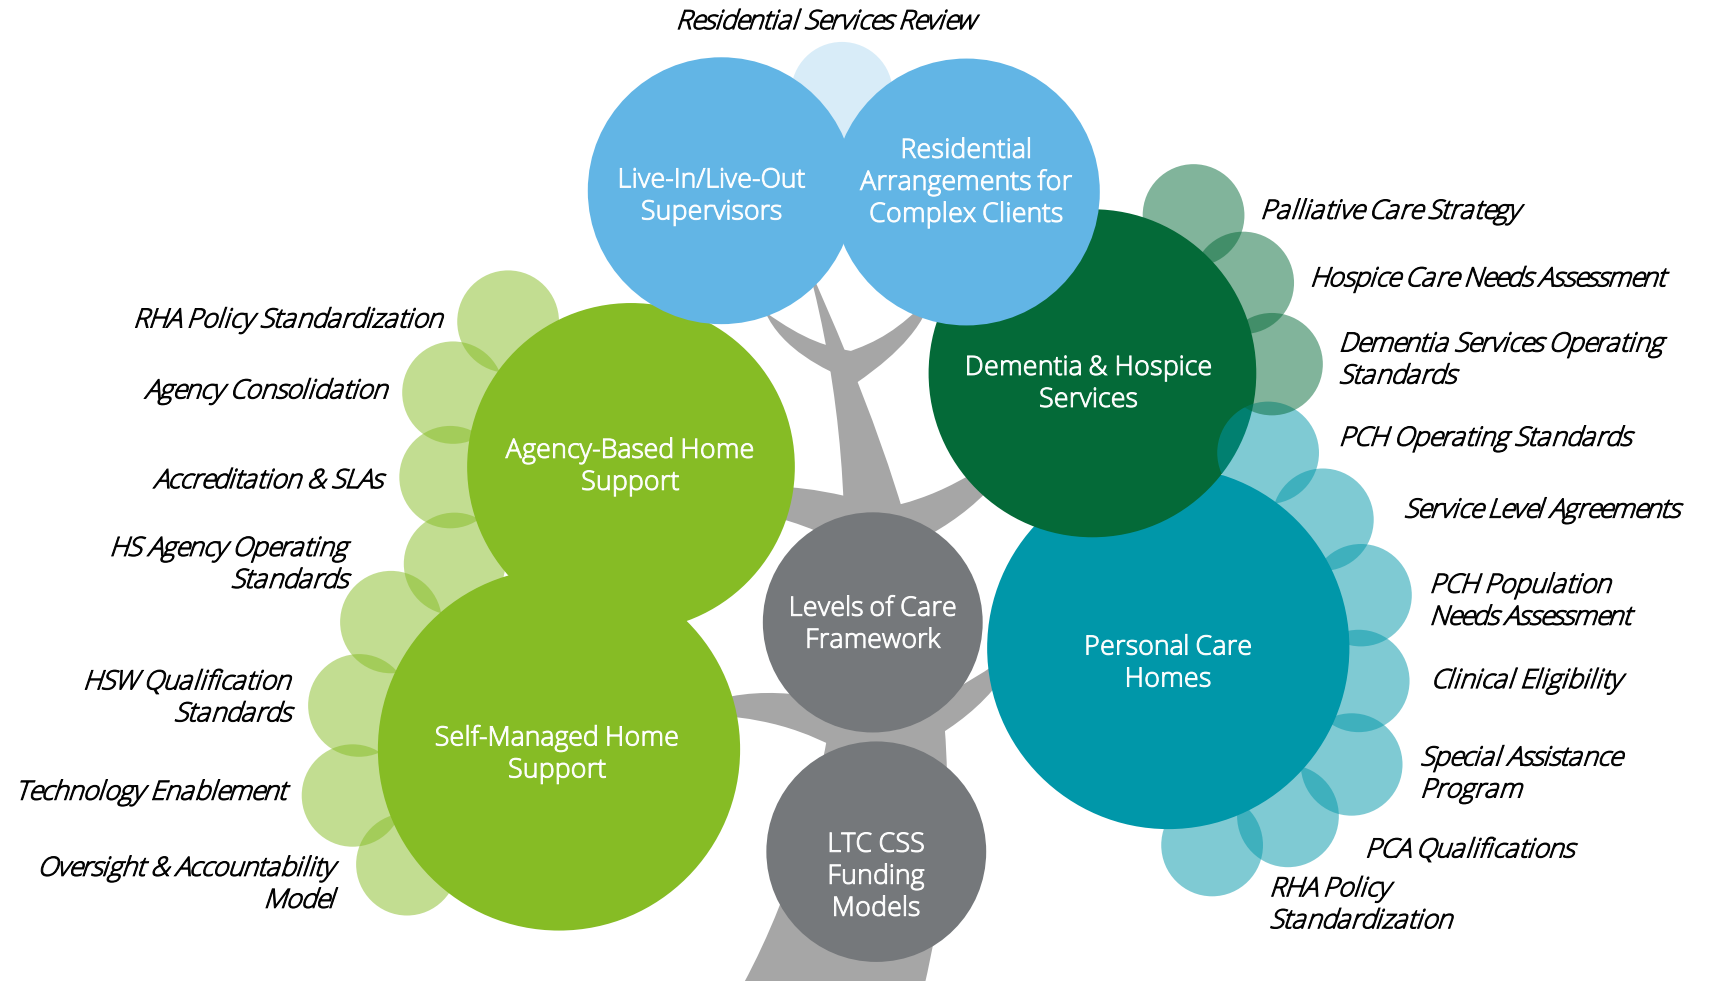 Residential Services Review
Live-In/Live-Out
Supervisors
Residential
Arrangements for
Complex Clients
RHA Policy Standardization
Agency Consolidation
Accreditation & SLAs
HS Agency Operating
Standards
HSW Qualification
Standards
Technology Enablement
Oversight & Accountability
Model
Agency-Based Home
Support
Self-Managed Home
Support
Levels of Care
Framework
LTC CSS
Funding
Models
Dementia & Hospice
Services
Personal Care
Homes
Palliative Care Strategy
Hospice Care Needs Assessment
Dementia Services Operating
Standards
PCH Operating Standards
Service Level Agreements
PCH Population
Needs Assessment
Clinical Eligibility
Special Assistance
Program
PCA Qualifications
RHA Policy
Standardization